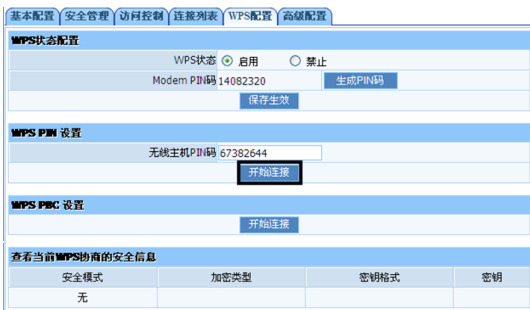 基本配置 安全管理 访问控制 连接列表 WPS配置 高级配置
WPS状态配置
WPS状态 启用 禁止
Modem PIN码 14082320 生成PIN码
保存生效
WPS PIN 设置
无线主机PIN码 67382644
开始连接
WPS PBC 设置
开始连接
查看当前WPS协商的安全信息
安全模式 加密类型 密钥格式 密钥
无